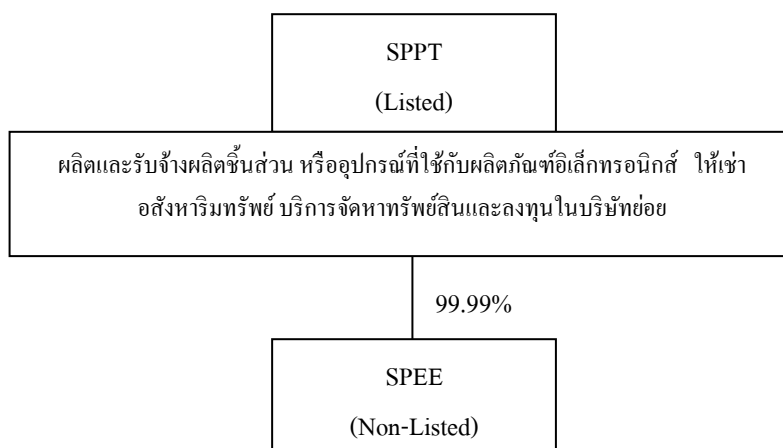 SPPT
(Listed)
ผลิตและรับจ้างผลิตชิ้นส่วน หรืออุปกรณ์ที่ใช้กับผลิตภัณฑ์อิเล็กทรอนิกส์ ให้เช่า
อสังหาริมทรัพย์ บริการจัดหาทรัพย์สินและลงทุนในบริษัทย่อย
99.99%
SPEE
(Non-Listed)